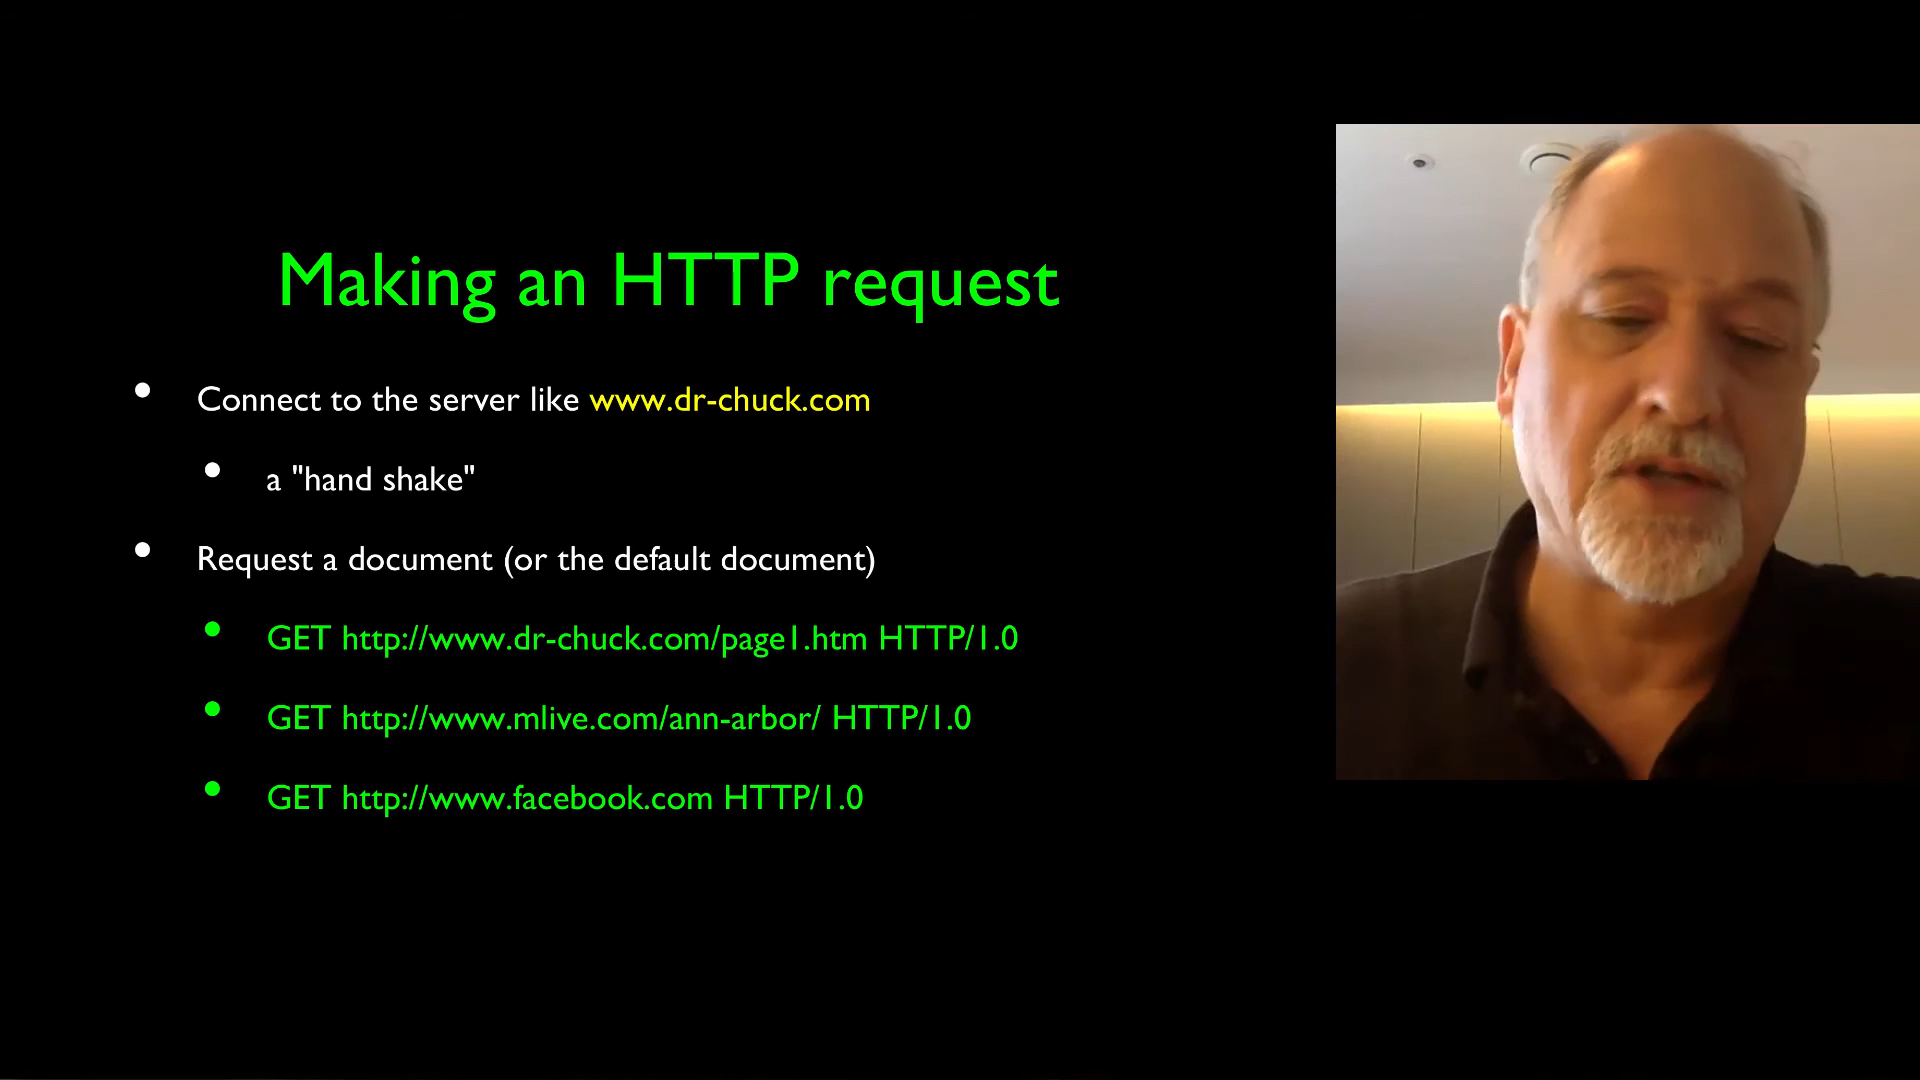 Making an HTTP request
• Connect to the server like www.dr-chuck.com
• a "hand shake"
• Request a document (or the default document)
• GET http://www.dr-chuck.com/page1.htm HTTP/1.0
• GET http://www.mlive.com/ann-arbor/ HTTP/1.0
• GET http://www.facebook.com HTTP/1.0